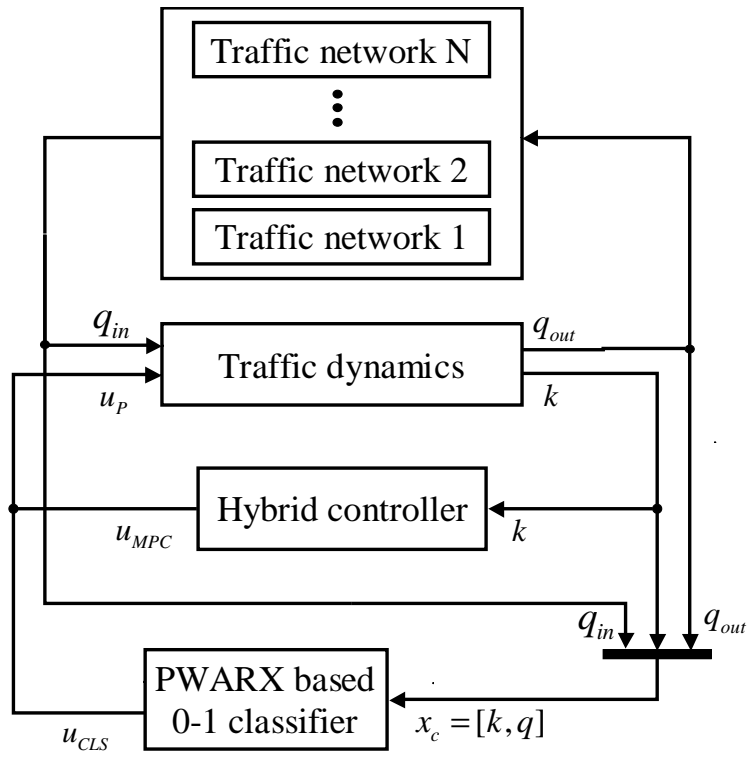 Traffic network N
Traffic network 2
Traffic network 1
q_in
q_out
Traffic dynamics
u_P
k
Hybrid controller
u_MPC
k
q_in
q_out
PWARX based
0-1 classifier
u_CLS
x_c = [k, q]